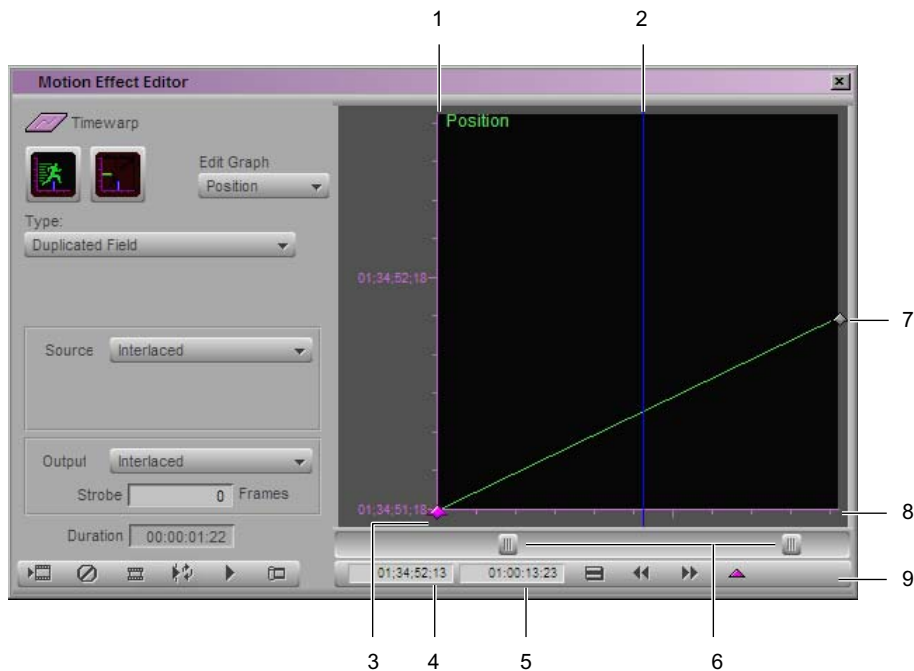 1
2
Motion Effect Editor
Timewarp
Position
Edit Graph
Position
Type:
Duplicated Field
01;34;52;18
7
Source
Interlaced
Output
Interlaced
Strobe
0
Frames
01;34;51;18
8
Duration
00:00:01:22
01;34;52;13
01:00:13:23
9
3
4
5
6